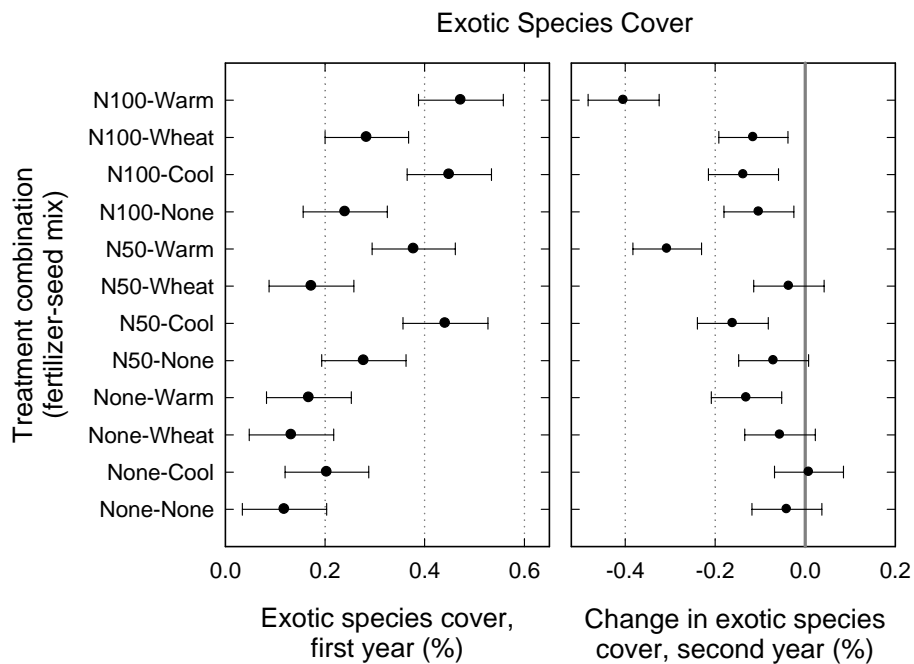 Exotic Species Cover
Treatment combination
(fertilizer-seed mix)
N100-Warm
N100-Wheat
N100-Cool
N100-None
N50-Warm
N50-Wheat
N50-Cool
N50-None
None-Warm
None-Wheat
None-Cool
None-None
0.0 0.2 0.4 0.6
-0.4 -0.2 0.0 0.2
Exotic species cover,
first year (%)
Change in exotic species
cover, second year (%)